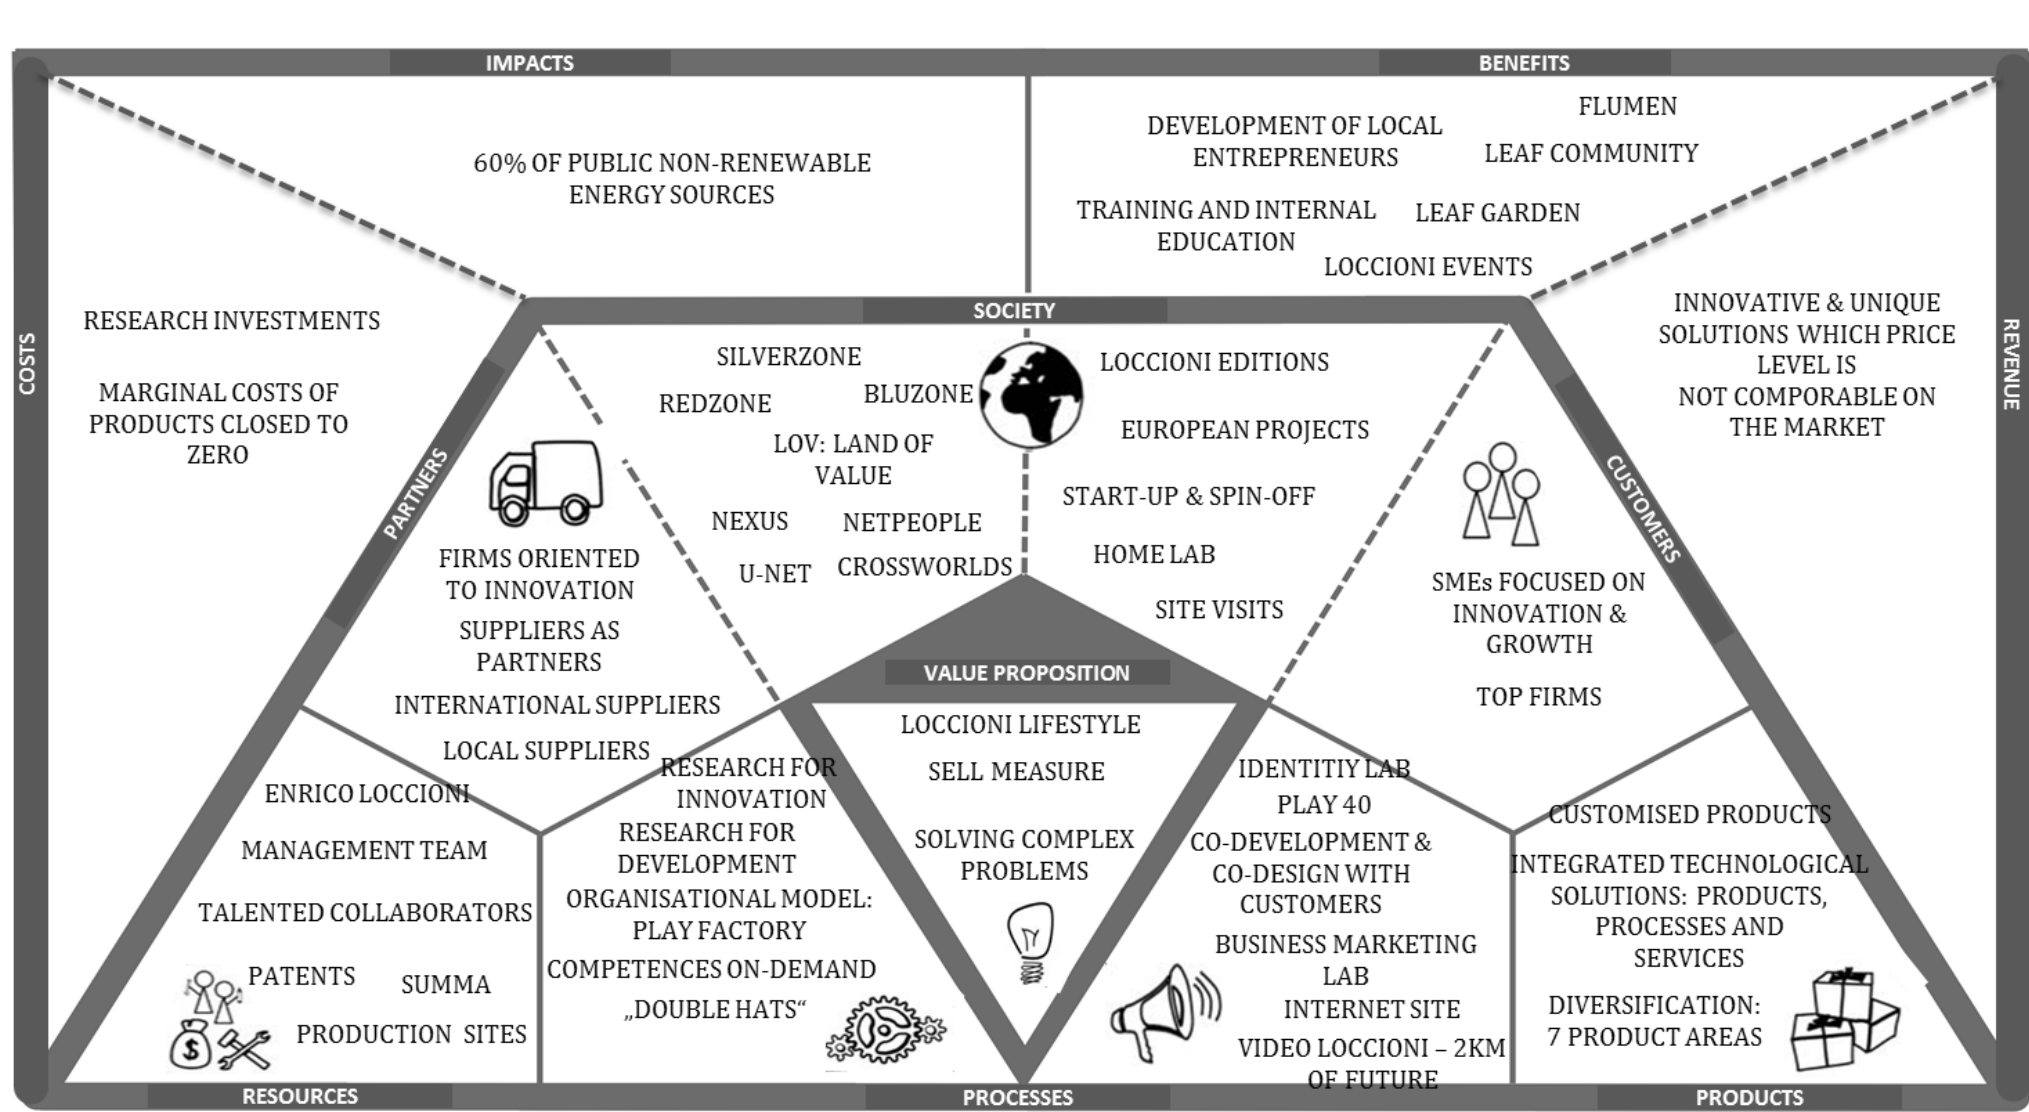 IMPACTS
BENEFITS
60% OF PUBLIC NON-RENEWABLE
ENERGY SOURCES
FLUMEN
DEVELOPMENT OF LOCAL
ENTREPRENEURS
LEAF COMMUNITY
TRAINING AND INTERNAL
EDUCATION
LEAF GARDEN
LOCCIONI EVENTS
COSTS
RESEARCH INVESTMENTS
MARGINAL COSTS OF
PRODUCTS CLOSED TO
ZERO
REVENUE
INNOVATIVE & UNIQUE
SOLUTIONS WHICH PRICE
LEVEL IS
NOT COMPORABLE ON
THE MARKET
SOCIETY
SILVERZONE
BLUZONE
REDZONE
LOV: LAND OF
VALUE
NEXUS
NETPEOPLE
U-NET
CROSSWORLDS
LOCCIONI EDITIONS
EUROPEAN PROJECTS
START-UP & SPIN-OFF
HOME LAB
SITE VISITS
PARTNERS
FIRMS ORIENTED
TO INNOVATION
SUPPLIERS AS
PARTNERS
INTERNATIONAL SUPPLIERS
LOCAL SUPPLIERS
CUSTOMERS
SMEs FOCUSED ON
INNOVATION &
GROWTH
TOP FIRMS
VALUE PROPOSITION
LOCCIONI LIFESTYLE
SELL MEASURE
SOLVING COMPLEX
PROBLEMS
ENRICO LOCCIONI
MANAGEMENT TEAM
TALENTED COLLABORATORS
PATENTS
SUMMA
PRODUCTION SITES
$
RESOURCES
RESEARCH FOR
INNOVATION
RESEARCH FOR
DEVELOPMENT
ORGANISATIONAL MODEL:
PLAY FACTORY
COMPETENCES ON-DEMAND
„DOUBLE HATS“
IDENTITIY LAB
PLAY 40
CO-DEVELOPMENT &
CO-DESIGN WITH
CUSTOMERS
BUSINESS MARKETING
LAB
INTERNET SITE
VIDEO LOCCIONI – 2KM
OF FUTURE
PROCESSES
CUSTOMISED PRODUCTS
INTEGRATED TECHNOLOGICAL
SOLUTIONS: PRODUCTS,
PROCESSES AND
SERVICES
DIVERSIFICATION:
7 PRODUCT AREAS
PRODUCTS